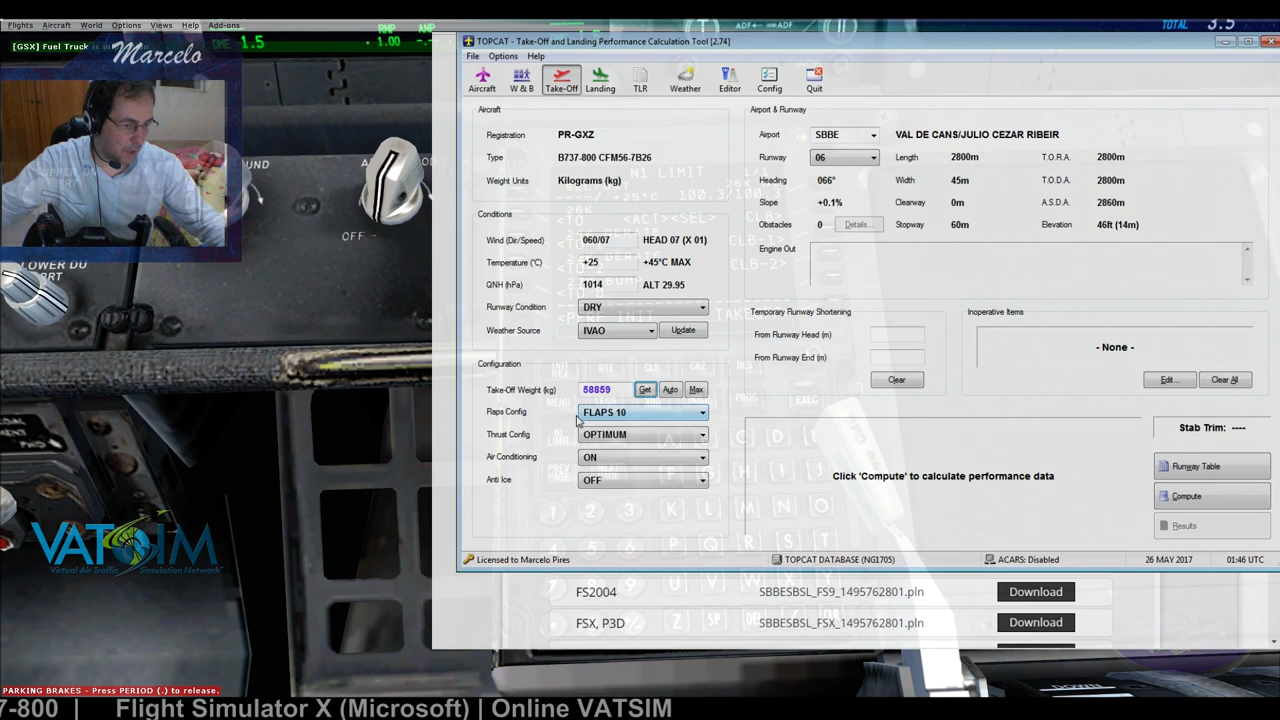 Flights Aircraft World Options Views Help Add-ons
[GSX] Fuel Truck is in
Marcelo
DME 1.5
RNP
1.00
ADF ADF
TOTAL 3.5
TOPCAT - Take-Off and Landing Performance Calculation Tool [2.74]
File Options Help
Aircraft W & B Take-Off Landing TLR Weather Editor Config Quit
Aircraft
Registration PR-GXZ
Type B737-800 CFM56-7B26
Weight Units Kilograms (kg)
Conditions
Wind (Dir/Speed) 060/07 HEAD 07 (X 01)
Temperature (°C) +25 +45°C MAX
QNH (hPa) 1014 ALT 29.95
Runway Condition DRY
Weather Source IVAO Update
Configuration
Take-Off Weight (kg) 58859 Get Auto Max
Flaps Config FLAPS 10
Thrust Config OPTIMUM
Air Conditioning ON
Anti Ice OFF
Airport & Runway
Airport SBBE VAL DE CANS/JULIO CEZAR RIBEIR
Runway 06 Length 2800m T.O.R.A. 2800m
Heading 066° Width 45m T.O.D.A. 2800m
Slope +0.1% Clearway 0m A.S.D.A. 2860m
Obstacles 0 Details... Stopway 60m Elevation 46ft (14m)
Engine Out
Temporary Runway Shortening
From Runway Head (m)
From Runway End (m)
Clear
Inoperative Items
- None -
Edit... Clear All
Click 'Compute' to calculate performance data
Stab Trim: ----
Runway Table
Compute
Results
Licensed to Marcelo Pires TOPCAT DATABASE (NG1705) ACARS: Disabled 26 MAY 2017 01:46 UTC
FS2004 SBBESBSL_FS9_1495762801.pln Download
FSX, P3D SBBESBSL_FSX_1495762801.pln Download
OFF
LOWER DU
VATSIM
Virtual Air Traffic Simulation Network
PARKING BRAKES - Press PERIOD (.) to release.
DOWN
7-800 | Flight Simulator X (Microsoft) | Online VATSIM